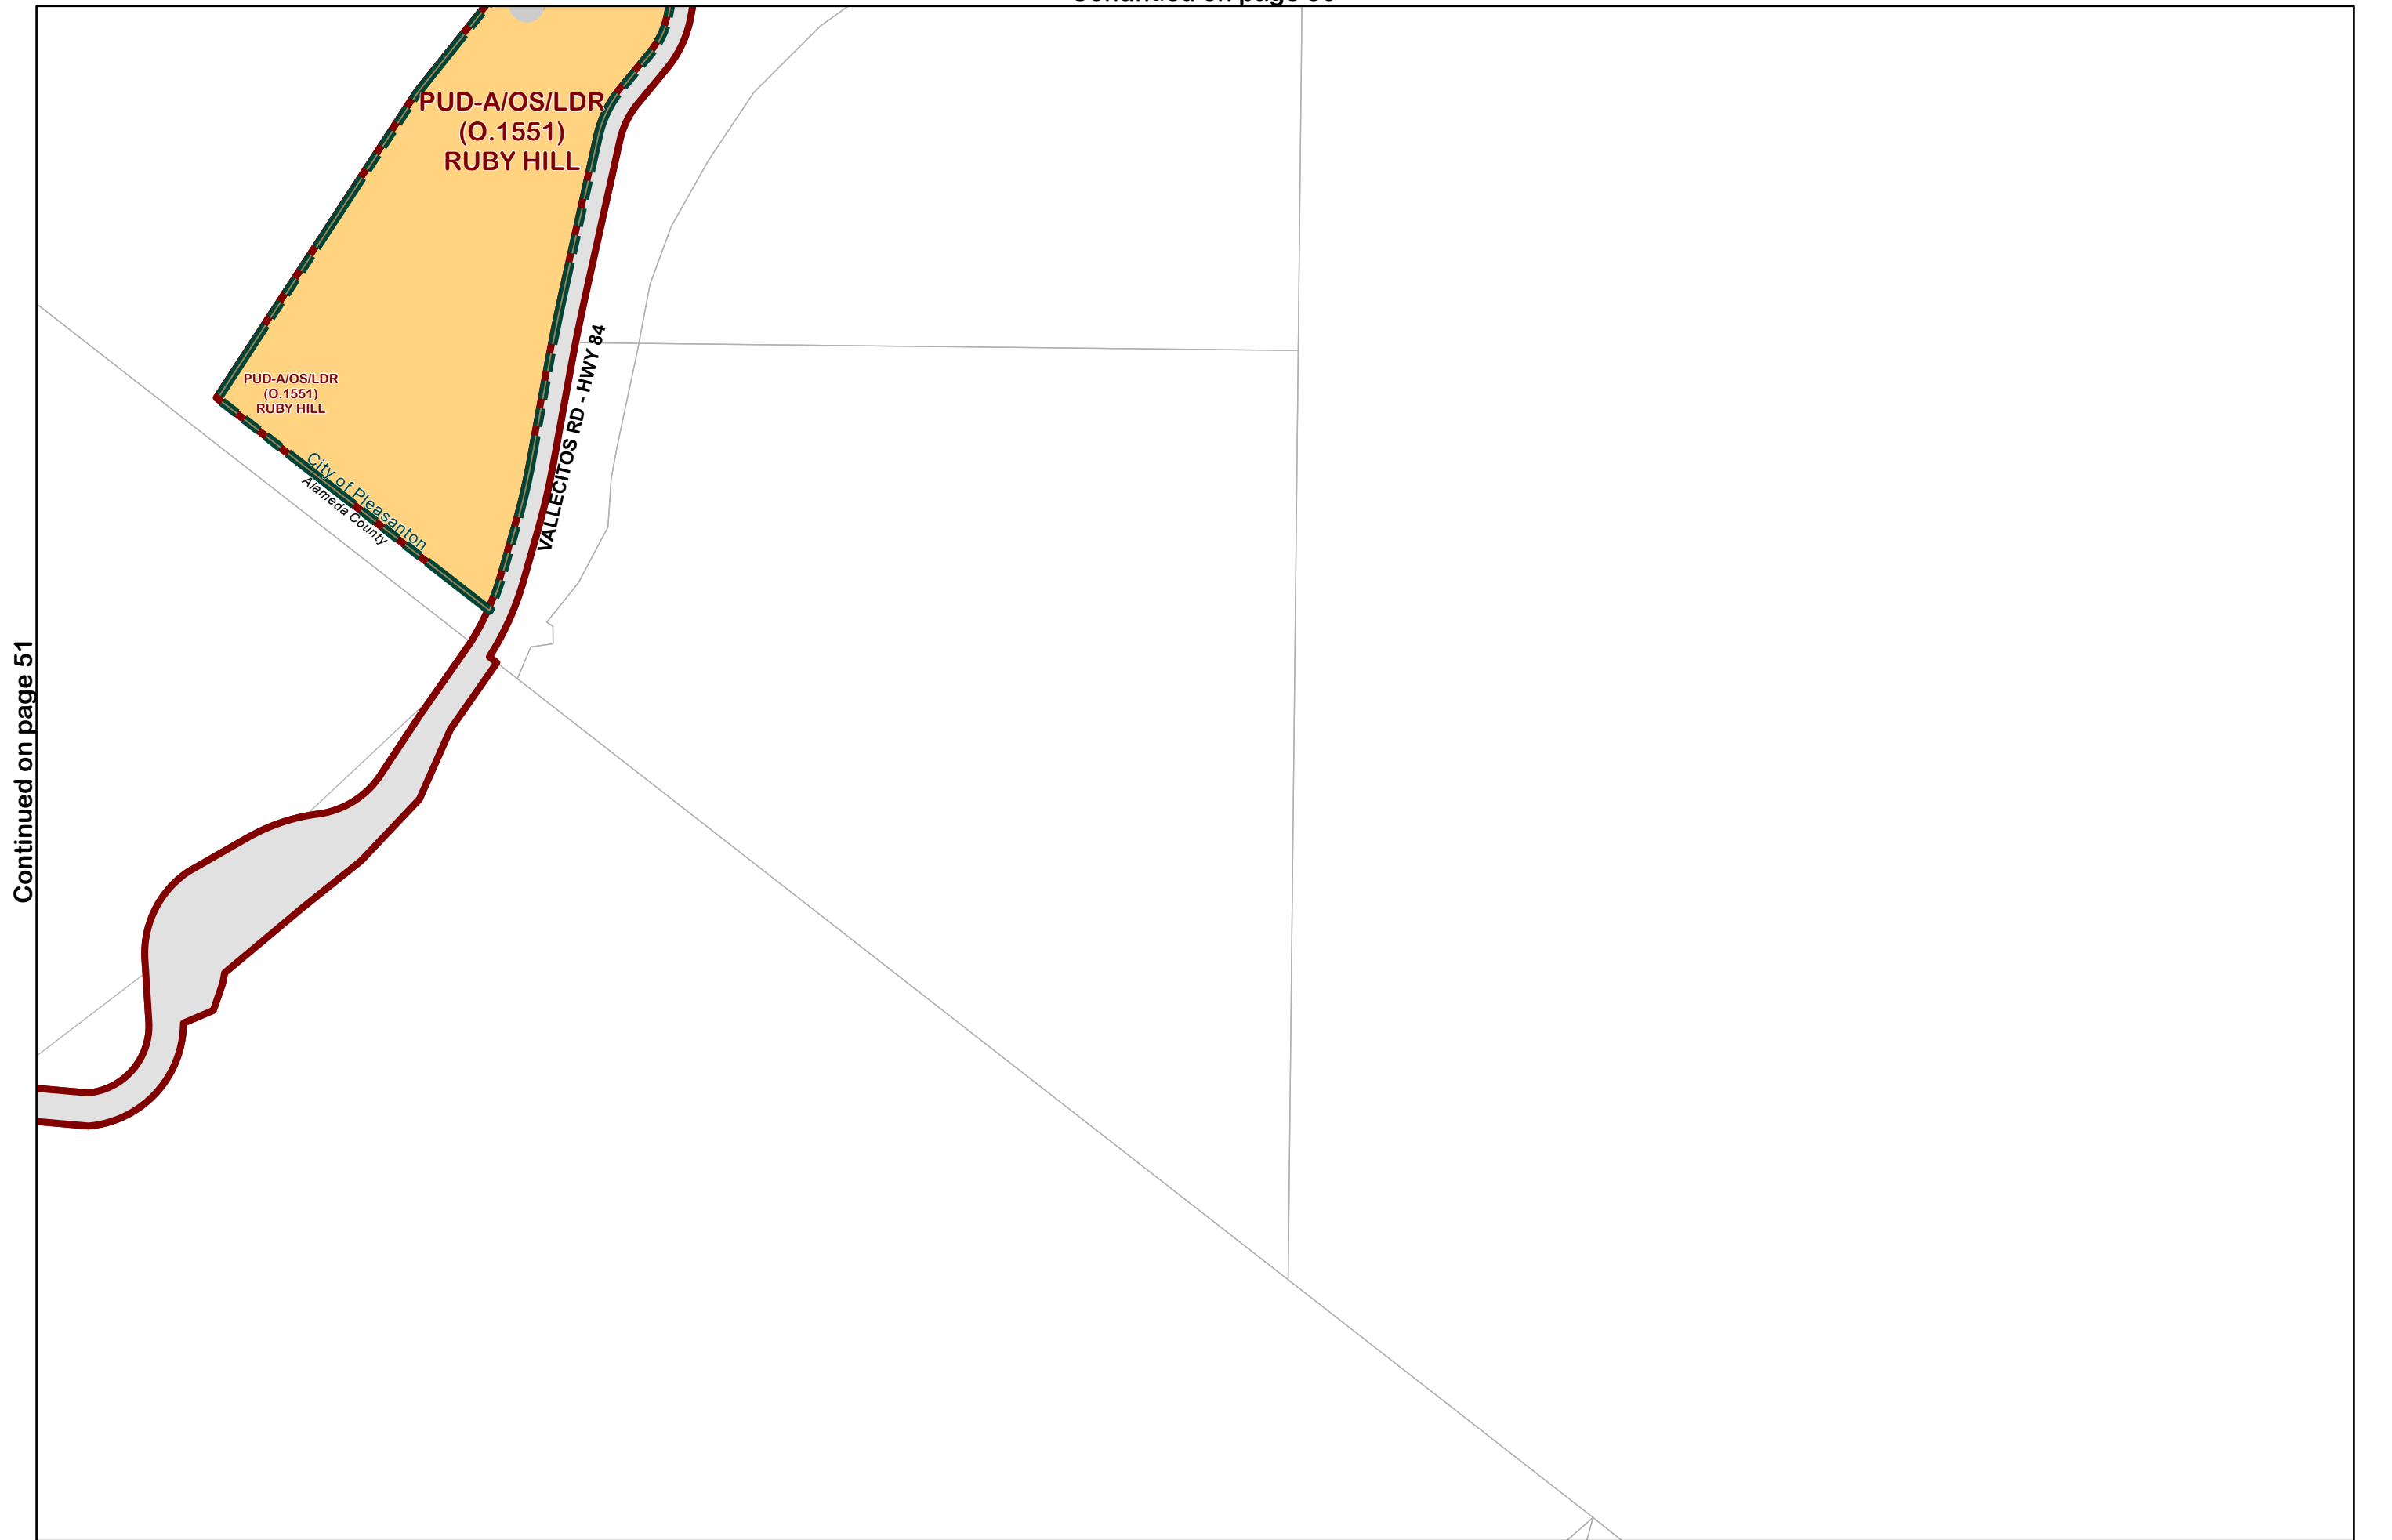 PUD-A/OS/LDR
(O.1551)
RUBY HILL
PUD-A/OS/LDR
(O.1551)
RUBY HILL
City of Pleasanton
Alameda County
VALLECITOS RD - HWY 84
Continued on page 51